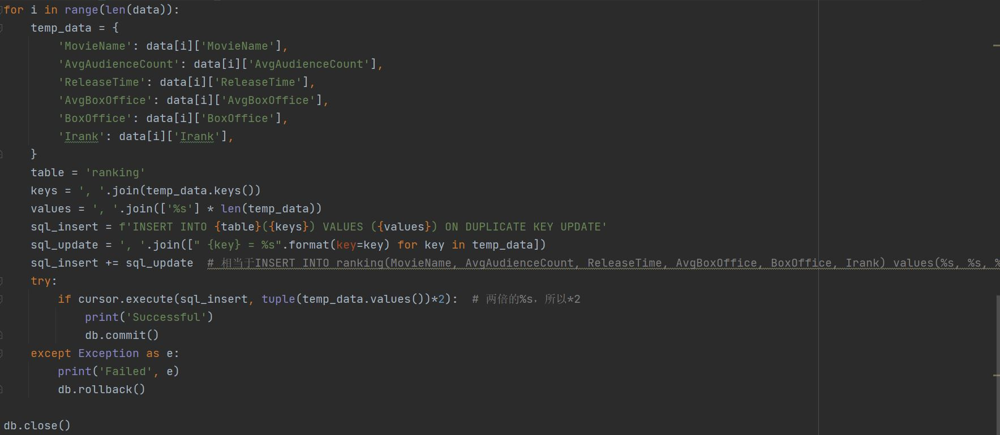 for i in range(len(data)):
    temp_data = {
        'MovieName': data[i]['MovieName'],
        'AvgAudienceCount': data[i]['AvgAudienceCount'],
        'ReleaseTime': data[i]['ReleaseTime'],
        'AvgBoxOffice': data[i]['AvgBoxOffice'],
        'BoxOffice': data[i]['BoxOffice'],
        'Irank': data[i]['Irank'],
    }
    table = 'ranking'
    keys = ', '.join(temp_data.keys())
    values = ', '.join(['%s'] * len(temp_data))
    sql_insert = f'INSERT INTO {table}({keys}) VALUES ({values}) ON DUPLICATE KEY UPDATE'
    sql_update = ', '.join([" {key} = %s".format(key=key) for key in temp_data])
    sql_insert += sql_update  # 相当于INSERT INTO ranking(MovieName, AvgAudienceCount, ReleaseTime, AvgBoxOffice, BoxOffice, Irank) values(%s, %s, %
    try:
        if cursor.execute(sql_insert, tuple(temp_data.values())*2):  # 两倍的%s，所以*2
            print('Successful')
            db.commit()
    except Exception as e:
        print('Failed', e)
        db.rollback()
db.close()